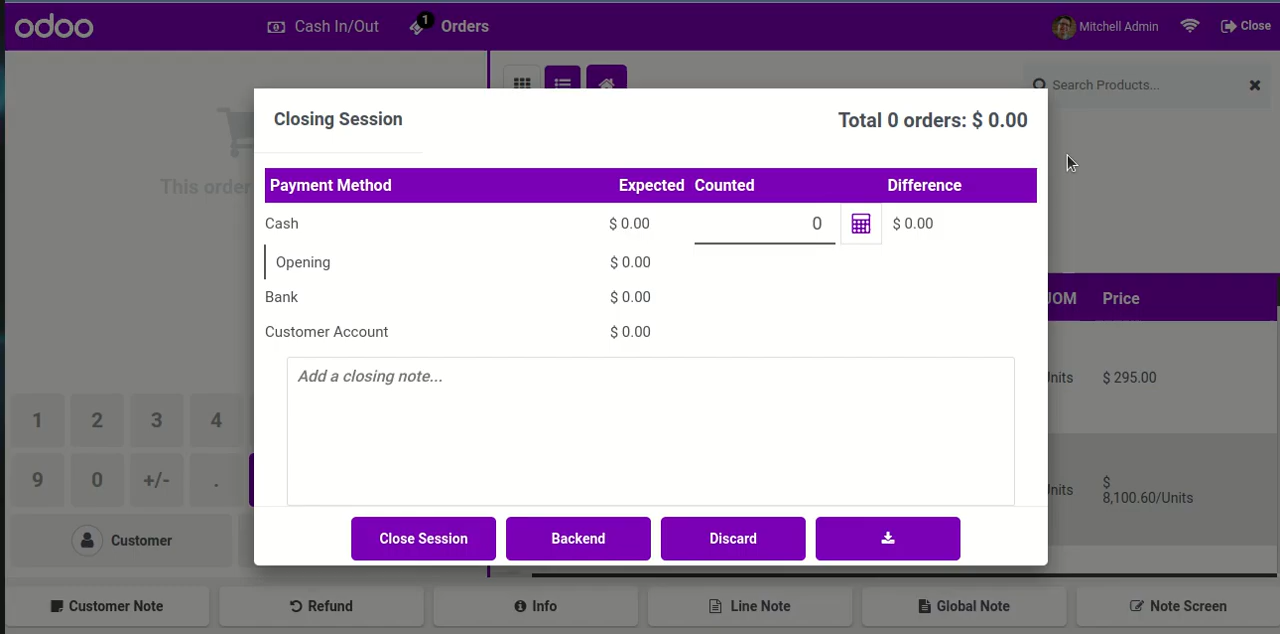 odoo
Cash In/Out
1
Orders
Mitchell Admin
Close
Search Products...
Closing Session
Total 0 orders: $ 0.00
This order
Payment Method Expected Counted Difference
Cash $ 0.00 0 $ 0.00
Opening $ 0.00
Bank $ 0.00
Customer Account $ 0.00
Price
Units $ 295.00
Add a closing note...
1 2 3 4
9 0 +/- .
Units
$
8,100.60/Units
Close Session
Backend
Discard
Customer
Customer Note
Refund
Info
Line Note
Global Note
Note Screen